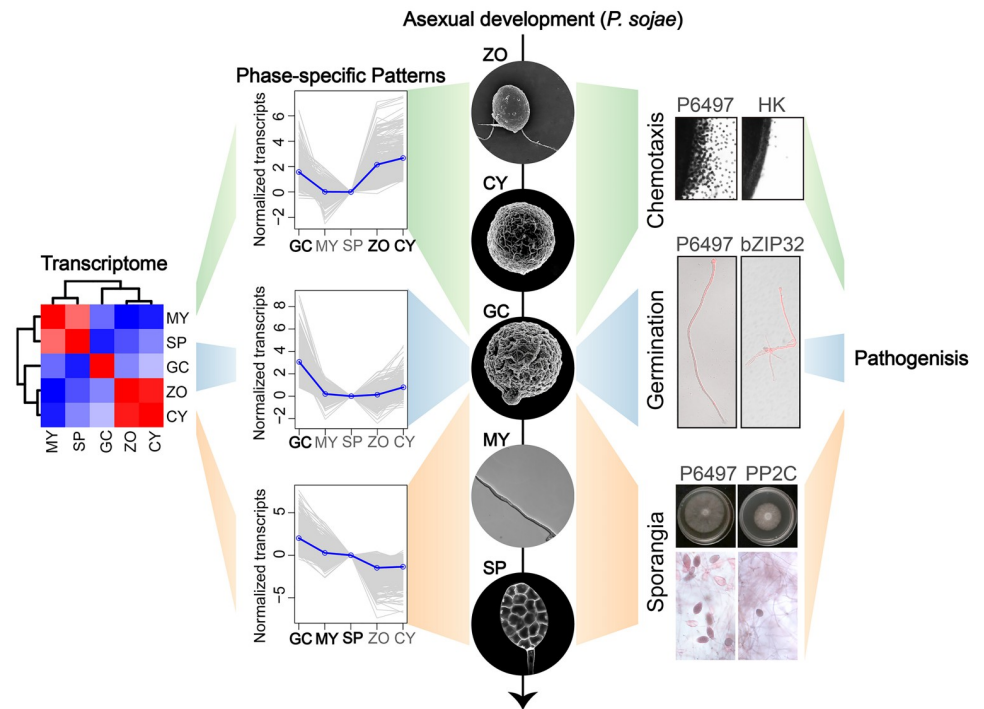 Asexual development (P. sojae)
Transcriptome
MY
SP
GC
ZO
CY
MY SP GC ZO CY
Phase-specific Patterns
Normalized transcripts
6
4
2
0
−2
GC MY SP ZO CY
Normalized transcripts
8
6
4
2
0
−2
GC MY SP ZO CY
Normalized transcripts
5
0
−5
GC MY SP ZO CY
ZO
CY
GC
MY
SP
Chemotaxis
P6497 HK
Germination
P6497 bZIP32
Sporangia
P6497 PP2C
Pathogenisis